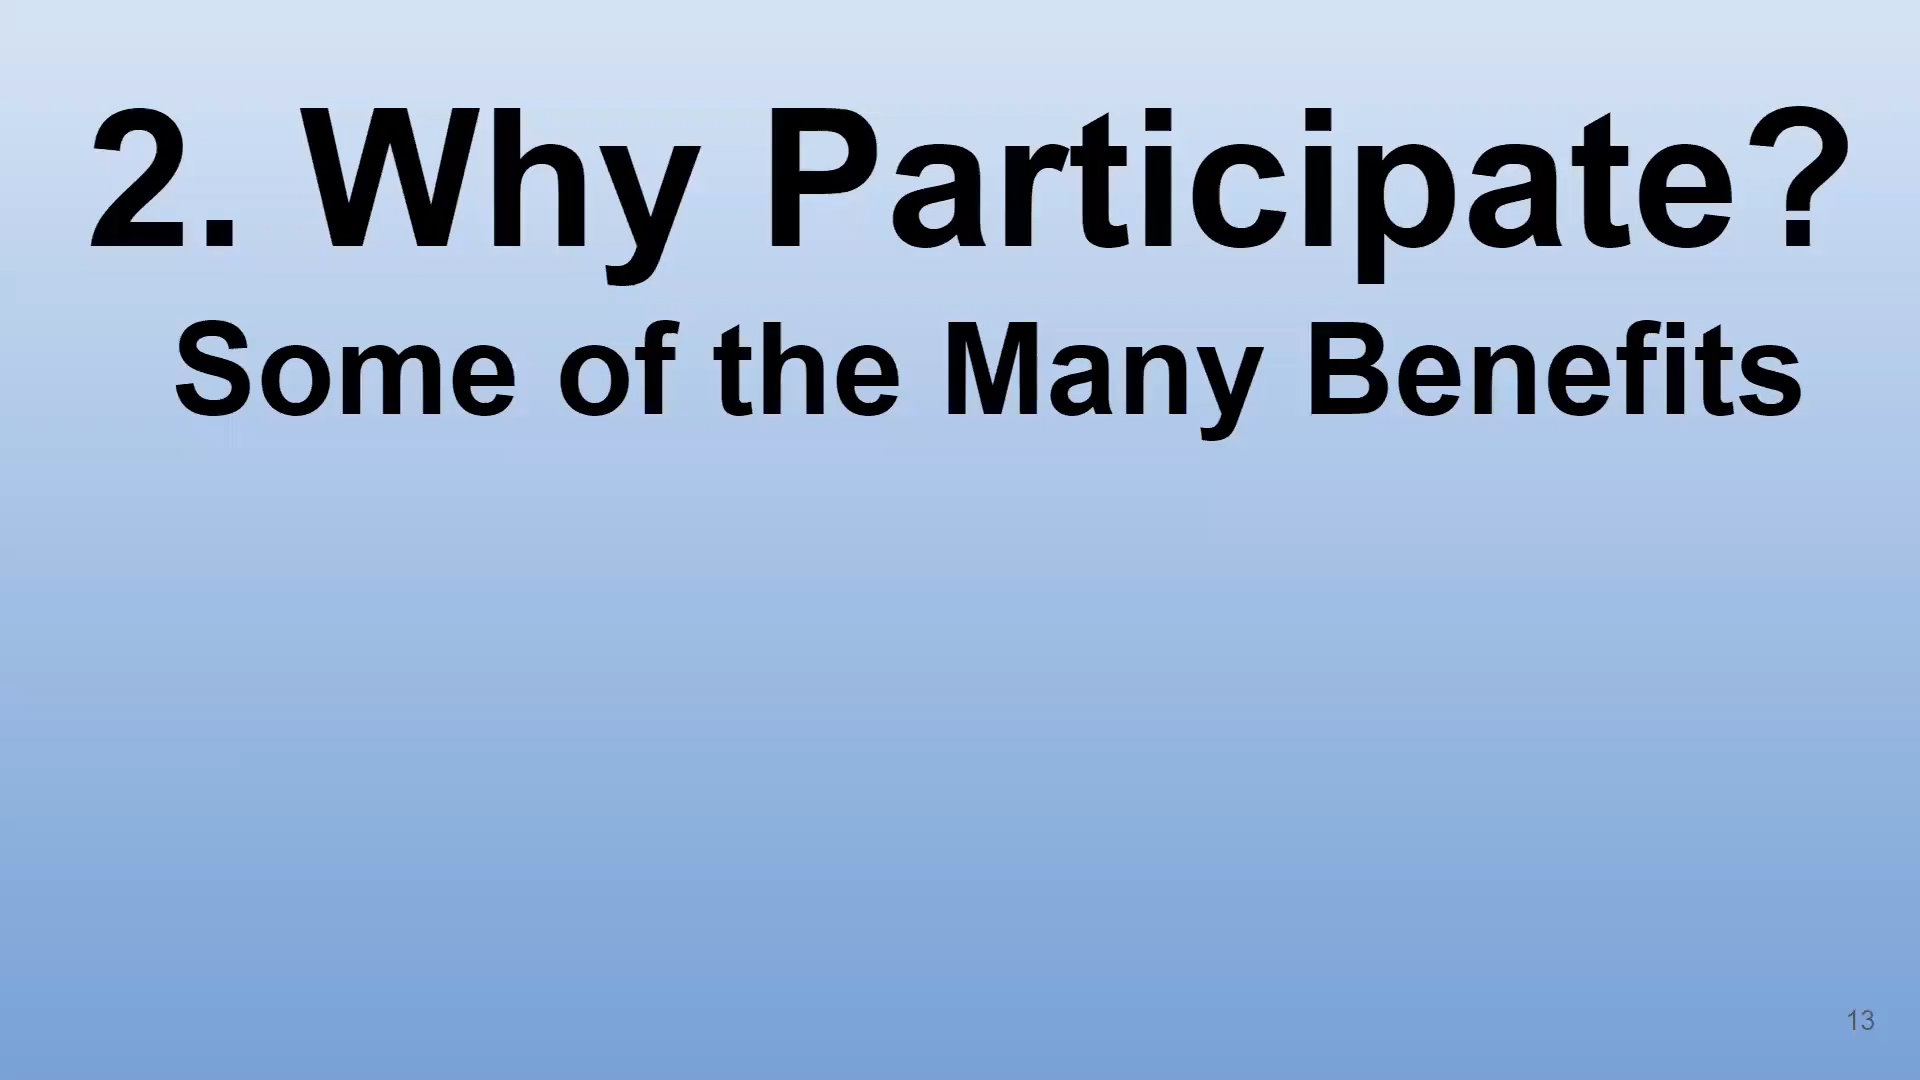 2. Why Participate?
Some of the Many Benefits
13